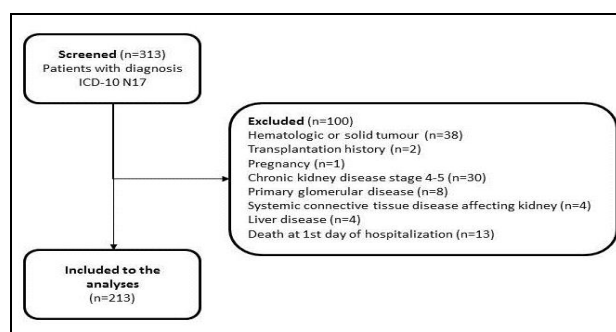 Screened (n=313)
Patients with diagnosis
ICD-10 N17
Excluded (n=100)
Hematologic or solid tumour (n=38)
Transplantation history (n=2)
Pregnancy (n=1)
Chronic kidney disease stage 4-5 (n=30)
Primary glomerular disease (n=8)
Systemic connective tissue disease affecting kidney (n=4)
Liver disease (n=4)
Death at 1st day of hospitalization (n=13)
Included to the
analyses
(n=213)